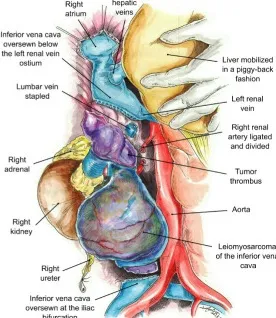 Right
atrium
hepatic
veins
Inferior vena cava
oversewn below
the left renal vein
ostium
Lumbar vein
stapled
Right
adrenal
Right
kidney
Right
ureter
Inferior vena cava
oversewn at the iliac
bifurcation
Liver mobilized
in a piggy-back
fashion
Left renal
vein
Right renal
artery ligated
and divided
Tumor
thrombus
Aorta
Leiomyosarcoma
of the inferior vena
cava